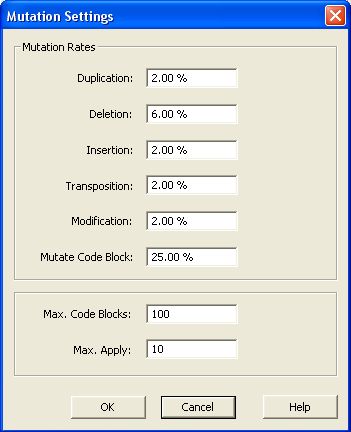 Mutation Settings
Mutation Rates
Duplication: 2.00 %
Deletion: 6.00 %
Insertion: 2.00 %
Transposition: 2.00 %
Modification: 2.00 %
Mutate Code Block: 25.00 %
Max. Code Blocks: 100
Max. Apply: 10
OK Cancel Help